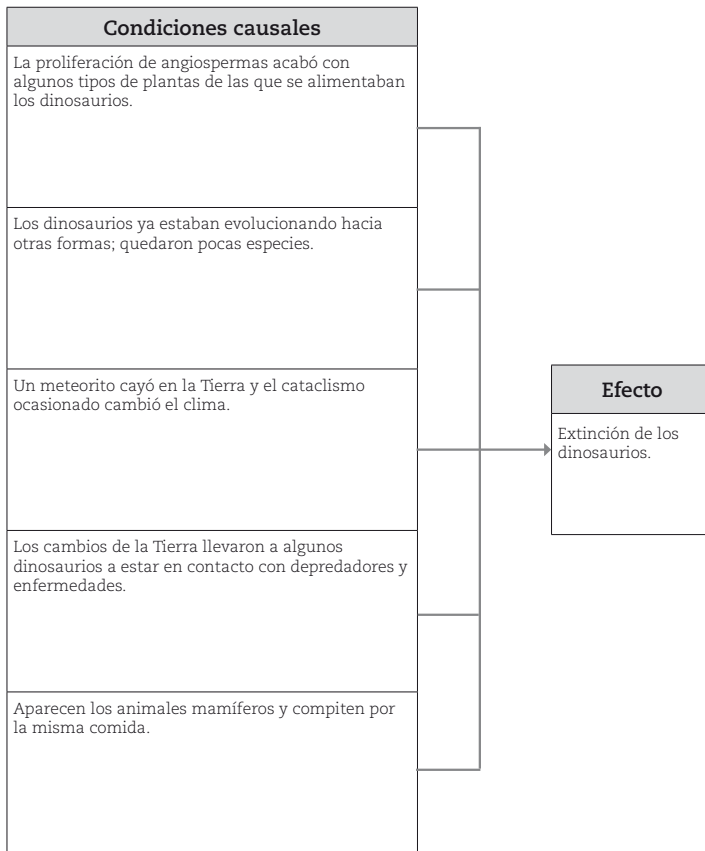 Condiciones causales
La proliferación de angiospermas acabó con
algunos tipos de plantas de las que se alimentaban
los dinosaurios.
Los dinosaurios ya estaban evolucionando hacia
otras formas; quedaron pocas especies.
Un meteorito cayó en la Tierra y el cataclismo
ocasionado cambió el clima.
Los cambios de la Tierra llevaron a algunos
dinosaurios a estar en contacto con depredadores y
enfermedades.
Aparecen los animales mamíferos y compiten por
la misma comida.
Efecto
Extinción de los
dinosaurios.